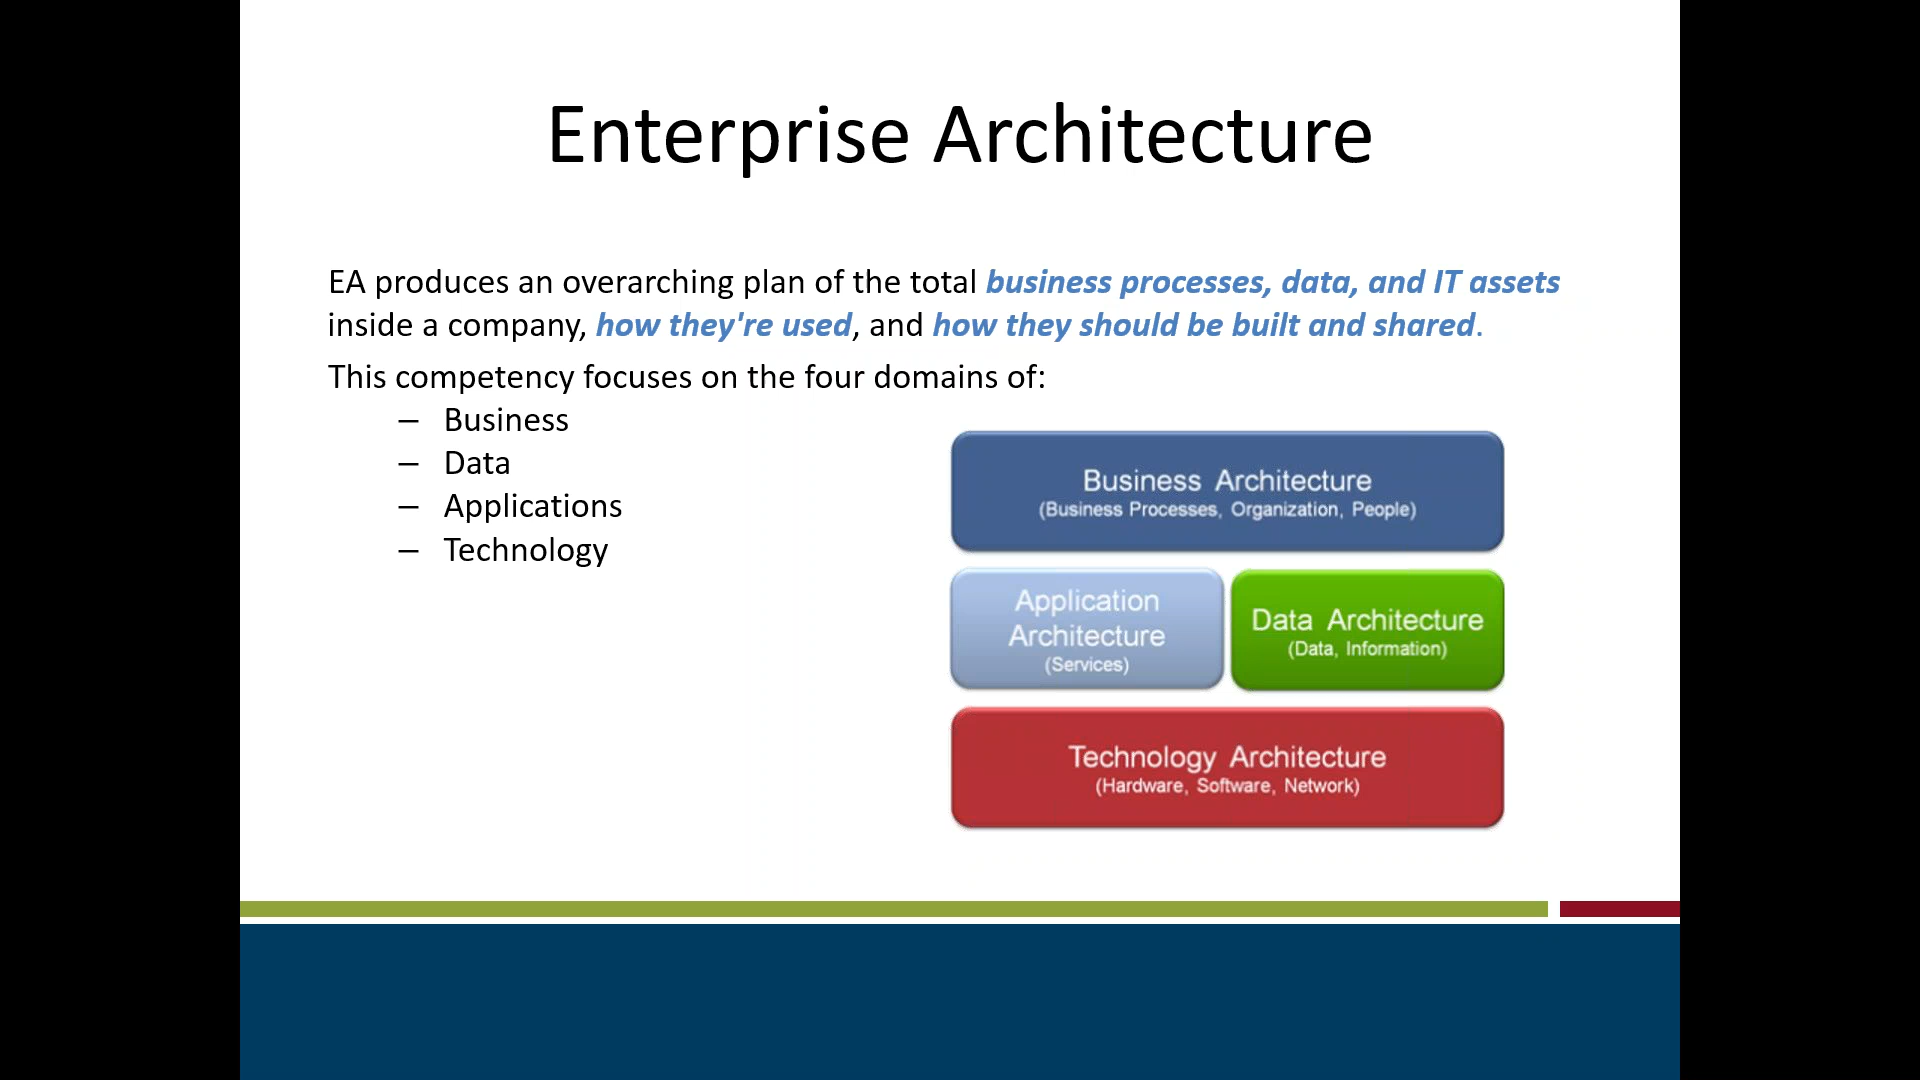 Enterprise Architecture
EA produces an overarching plan of the total business processes, data, and IT assets
inside a company, how they're used, and how they should be built and shared.
This competency focuses on the four domains of:
– Business
– Data
– Applications
– Technology
Business Architecture
(Business Processes, Organization, People)
Application
Architecture
(Services)
Data Architecture
(Data, Information)
Technology Architecture
(Hardware, Software, Network)